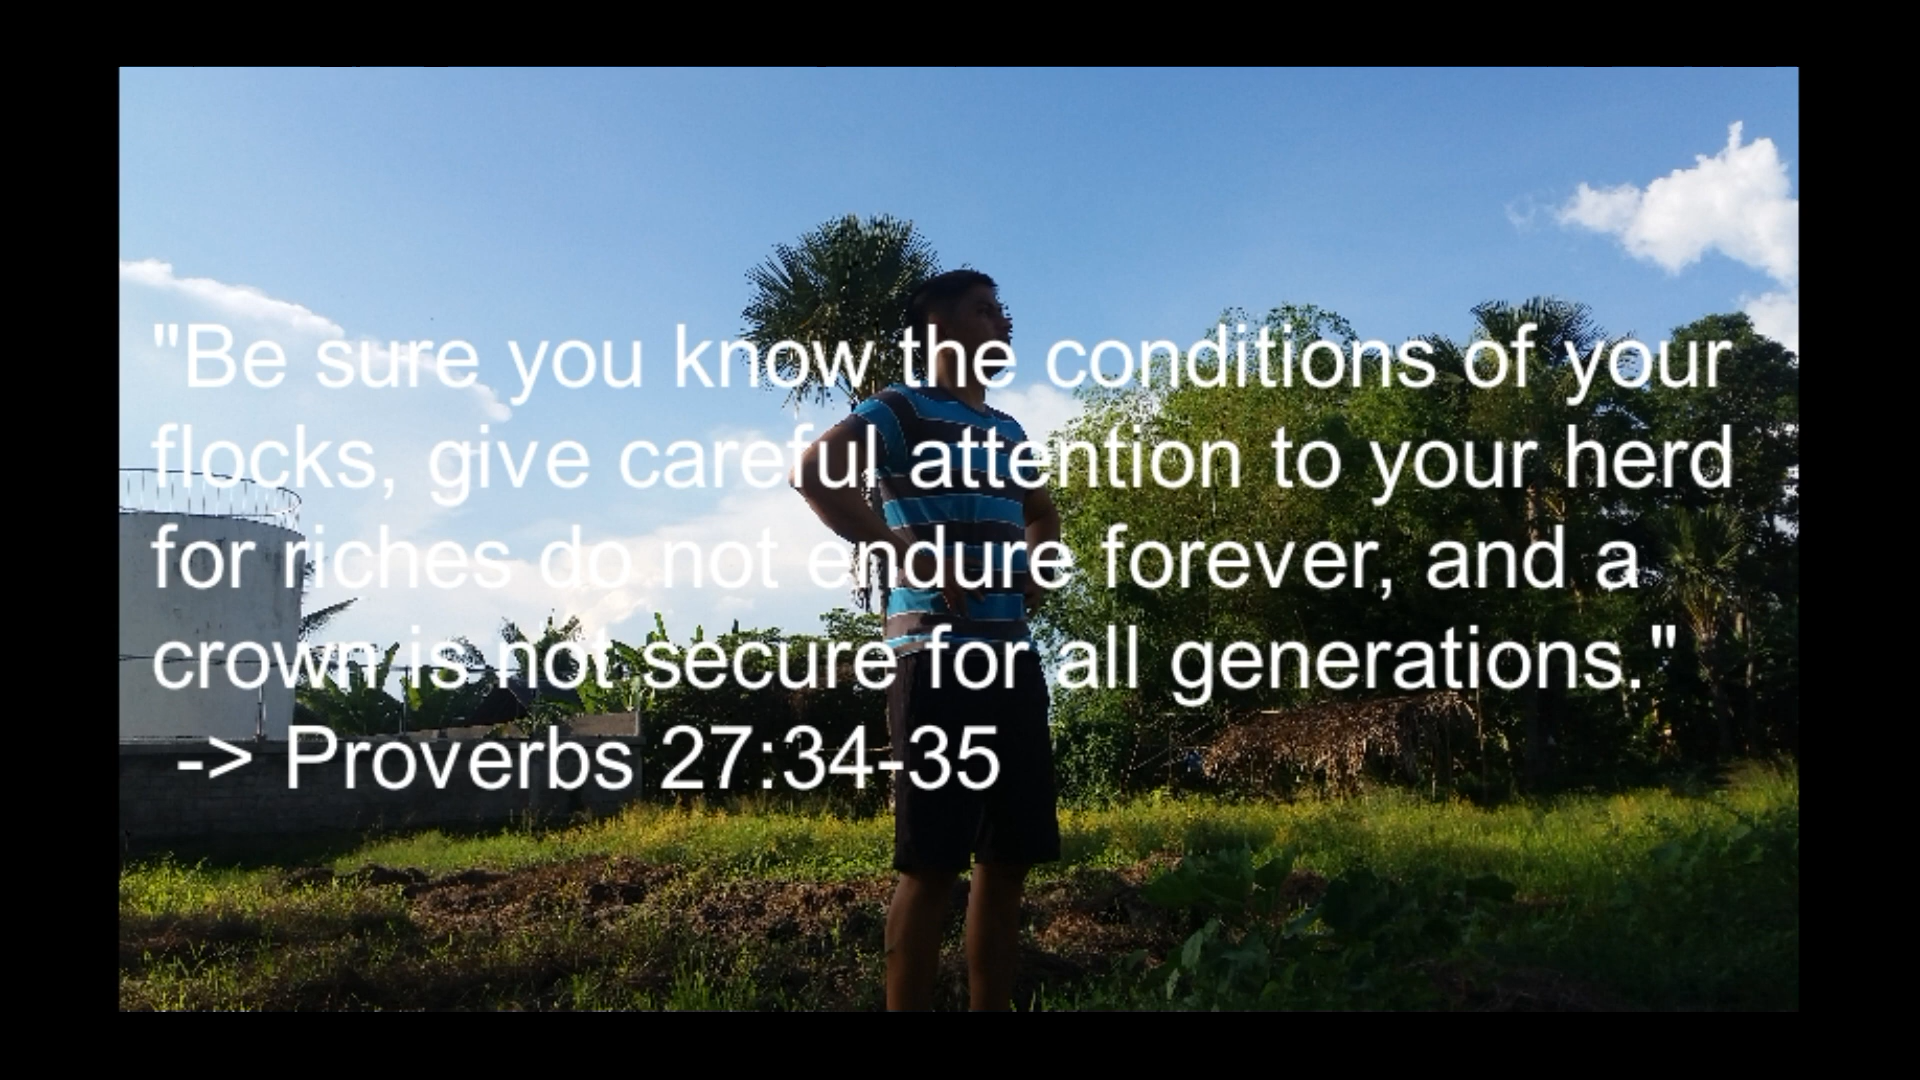 "Be sure you know the conditions of your
flocks, give careful attention to your herd
for riches do not endure forever, and a
crown is not secure for all generations."
-> Proverbs 27:34-35